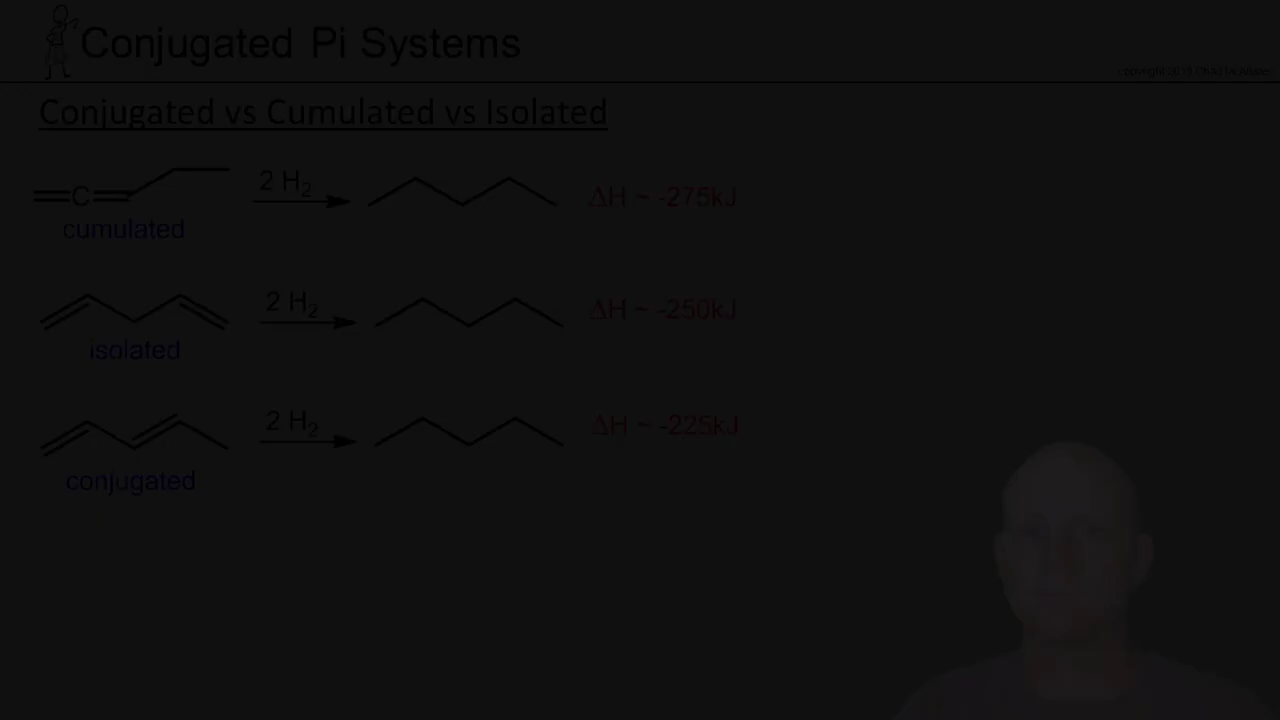 Conjugated Pi Systems
Conjugated vs Cumulated vs Isolated
C
2 H₂
ΔH ~ -275kJ
cumulated
2 H₂
ΔH ~ -250kJ
isolated
2 H₂
ΔH ~ -225kJ
conjugated